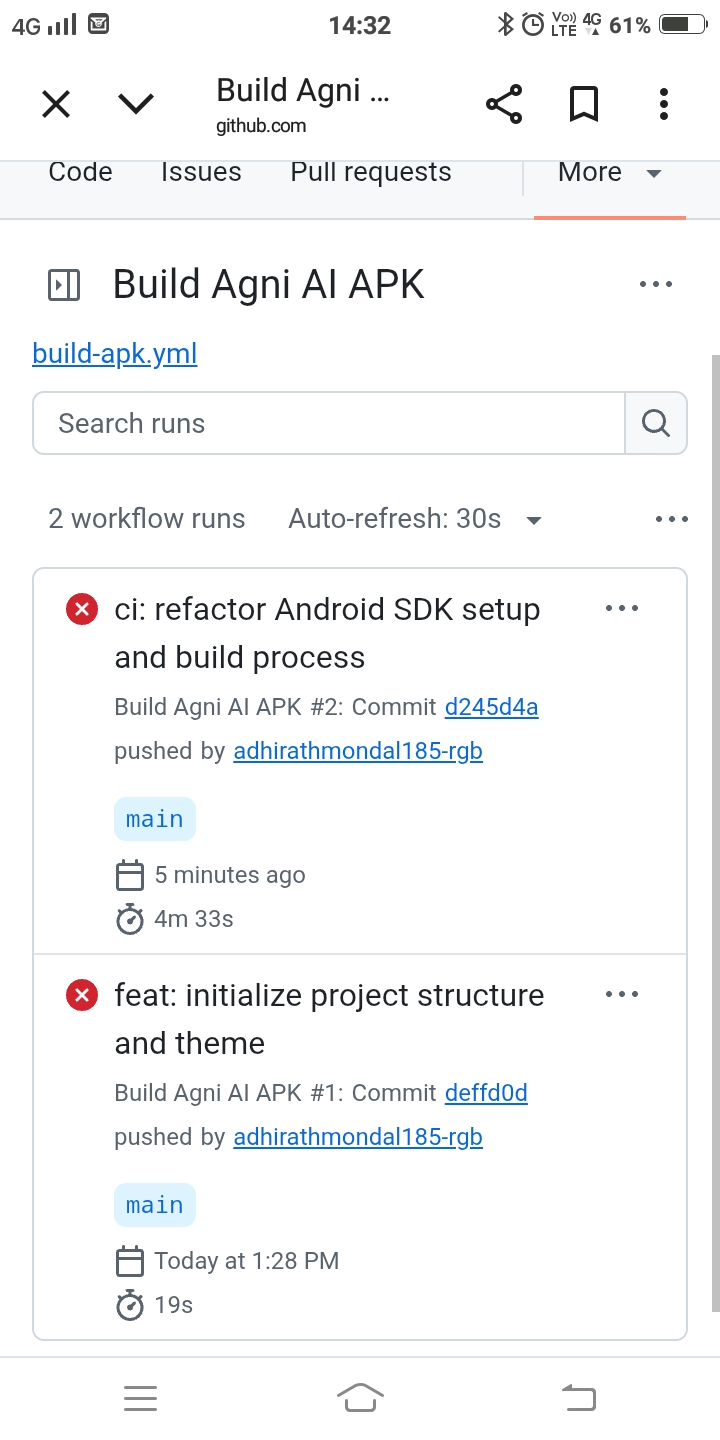 4G 14:32 Vo)) LTE 4G 61%
Build Agni ...
github.com
Code Issues Pull requests More
Build Agni AI APK
build-apk.yml
Search runs
2 workflow runs Auto-refresh: 30s
ci: refactor Android SDK setup
and build process
Build Agni AI APK #2: Commit d245d4a
pushed by adhirathmondal185-rgb
main
5 minutes ago
4m 33s
feat: initialize project structure
and theme
Build Agni AI APK #1: Commit deffd0d
pushed by adhirathmondal185-rgb
main
Today at 1:28 PM
19s